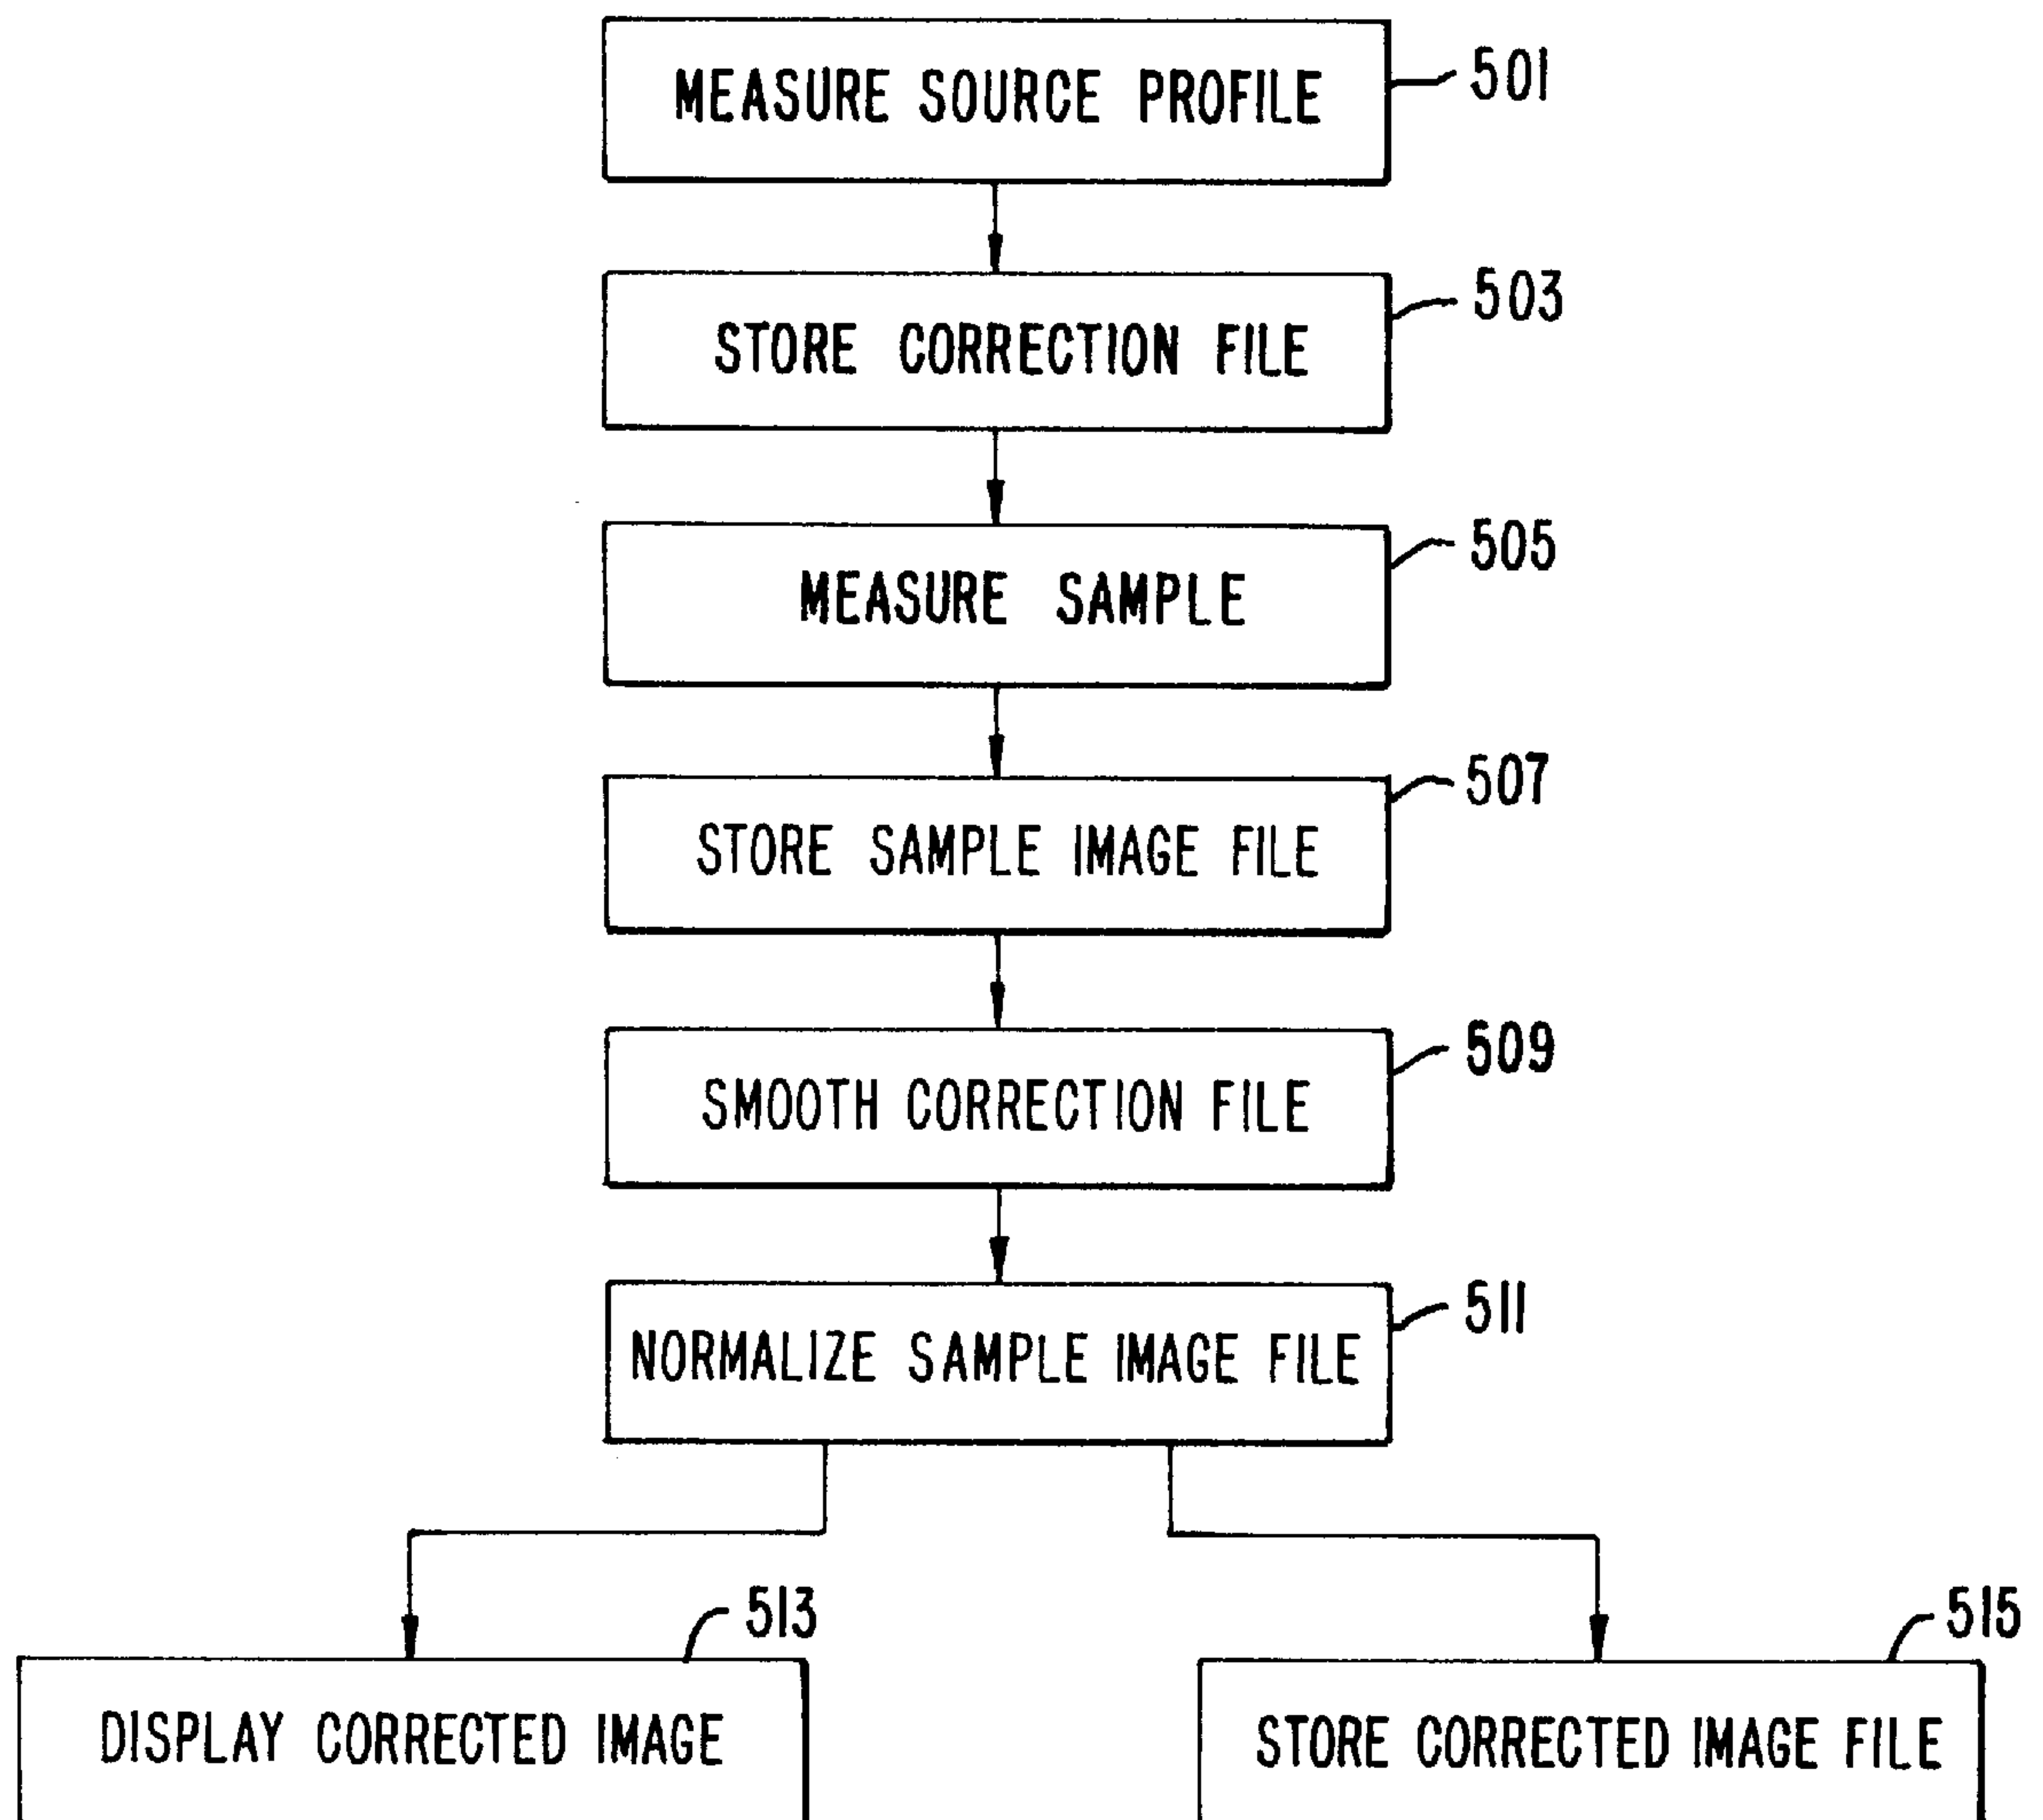 MEASURE SOURCE PROFILE
501
STORE CORRECTION FILE
503
MEASURE SAMPLE
505
STORE SAMPLE IMAGE FILE
507
SMOOTH CORRECTION FILE
509
NORMALIZE SAMPLE IMAGE FILE
511
513
DISPLAY CORRECTED IMAGE
515
STORE CORRECTED IMAGE FILE